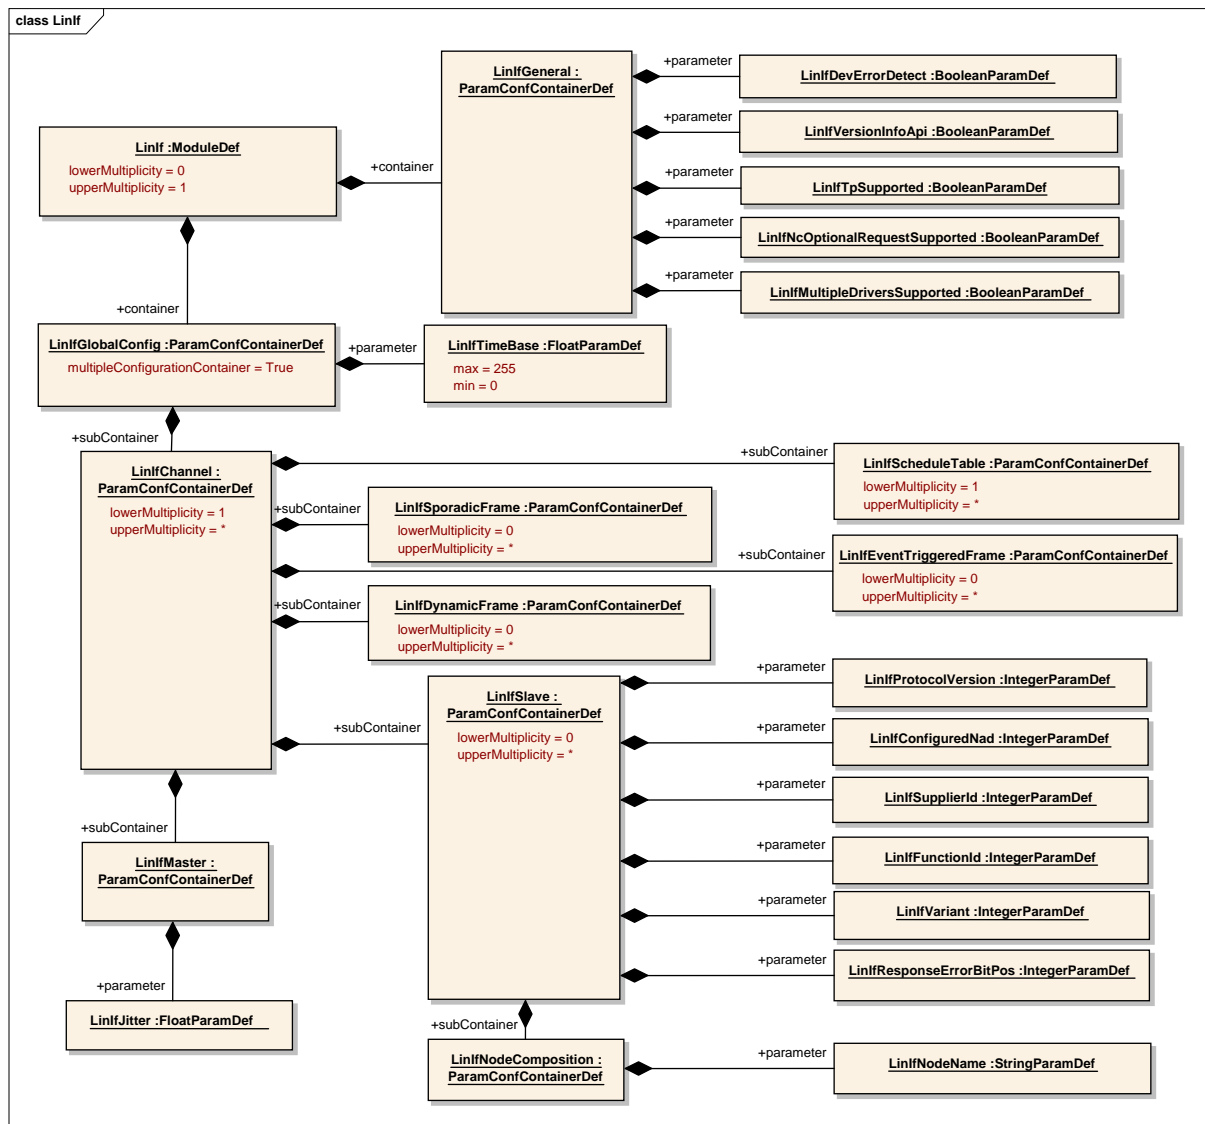 class LinIf
LinIfGeneral :
ParamConfContainerDef
+parameter
LinIfDevErrorDetect :BooleanParamDef
+parameter
LinIfVersionInfoApi :BooleanParamDef
LinIf :ModuleDef
lowerMultiplicity = 0
upperMultiplicity = 1
+container
+parameter
LinIfTpSupported :BooleanParamDef
+parameter
LinIfNcOptionalRequestSupported :BooleanParamDef
+parameter
LinIfMultipleDriversSupported :BooleanParamDef
+container
LinIfGlobalConfig :ParamConfContainerDef
multipleConfigurationContainer = True
+parameter
LinIfTimeBase :FloatParamDef
max = 255
min = 0
+subContainer
LinIfChannel :
ParamConfContainerDef
lowerMultiplicity = 1
upperMultiplicity = *
+subContainer
LinIfScheduleTable :ParamConfContainerDef
lowerMultiplicity = 1
upperMultiplicity = *
+subContainer
LinIfSporadicFrame :ParamConfContainerDef
lowerMultiplicity = 0
upperMultiplicity = *
+subContainer
LinIfEventTriggeredFrame :ParamConfContainerDef
lowerMultiplicity = 0
upperMultiplicity = *
+subContainer
LinIfDynamicFrame :ParamConfContainerDef
lowerMultiplicity = 0
upperMultiplicity = *
+subContainer
LinIfSlave :
ParamConfContainerDef
lowerMultiplicity = 0
upperMultiplicity = *
+parameter
LinIfProtocolVersion :IntegerParamDef
+parameter
LinIfConfiguredNad :IntegerParamDef
+parameter
LinIfSupplierId :IntegerParamDef
+parameter
LinIfFunctionId :IntegerParamDef
+parameter
LinIfVariant :IntegerParamDef
+parameter
LinIfResponseErrorBitPos :IntegerParamDef
+subContainer
LinIfMaster :
ParamConfContainerDef
+parameter
LinIfJitter :FloatParamDef
+subContainer
LinIfNodeComposition :
ParamConfContainerDef
+parameter
LinIfNodeName :StringParamDef